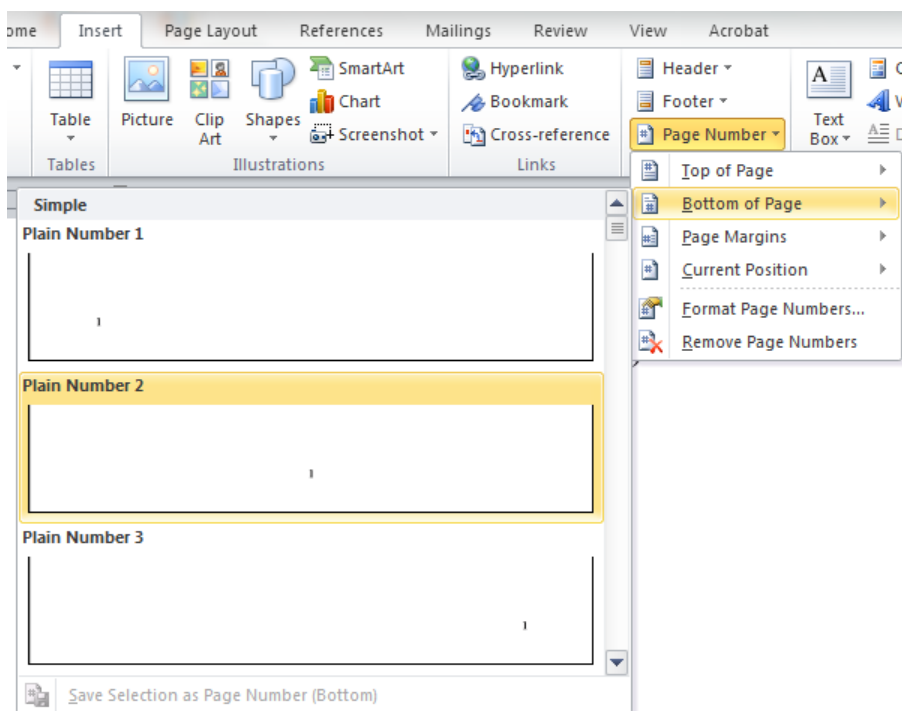 Insert Page Layout References Mailings Review View Acrobat
Table
Picture
Clip Art
Shapes
SmartArt
Chart
Screenshot
Hyperlink
Bookmark
Cross-reference
Header
Footer
Page Number
A
Text Box
Tables Illustrations Links
Top of Page
Bottom of Page
Page Margins
Current Position
Format Page Numbers...
Remove Page Numbers
Simple
Plain Number 1
1
Plain Number 2
1
Plain Number 3
1
Save Selection as Page Number (Bottom)